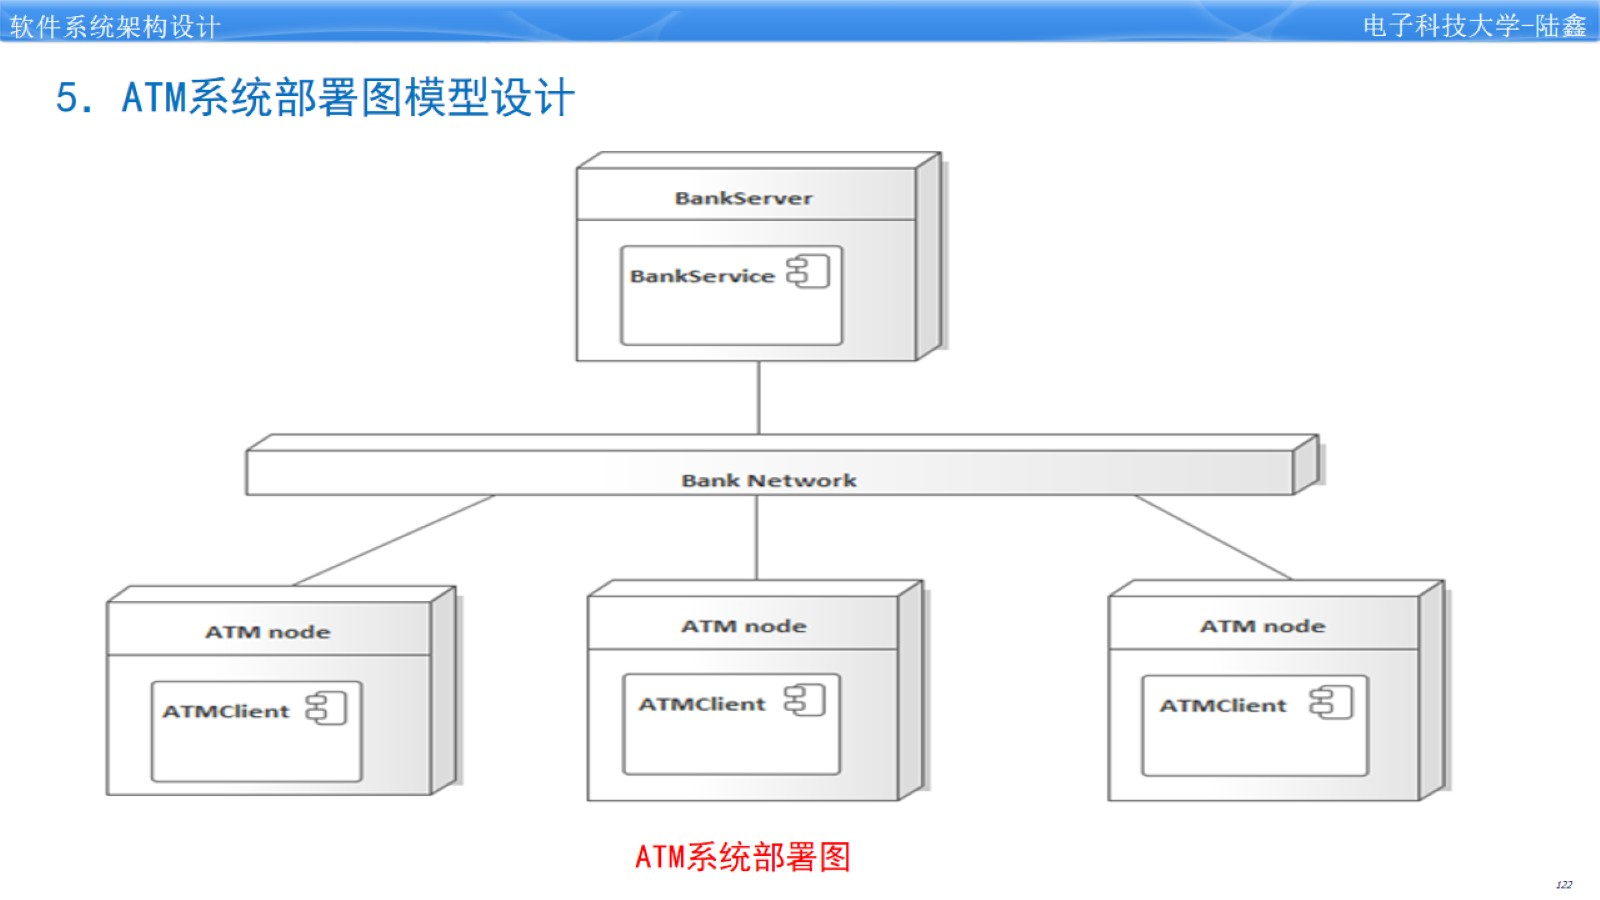 软件系统架构设计
电子科技大学-陆鑫
5. ATM系统部署图模型设计
BankServer
BankService
Bank Network
ATM node
ATM node
ATM node
ATMClient
ATMClient
ATMClient
ATM系统部署图
122